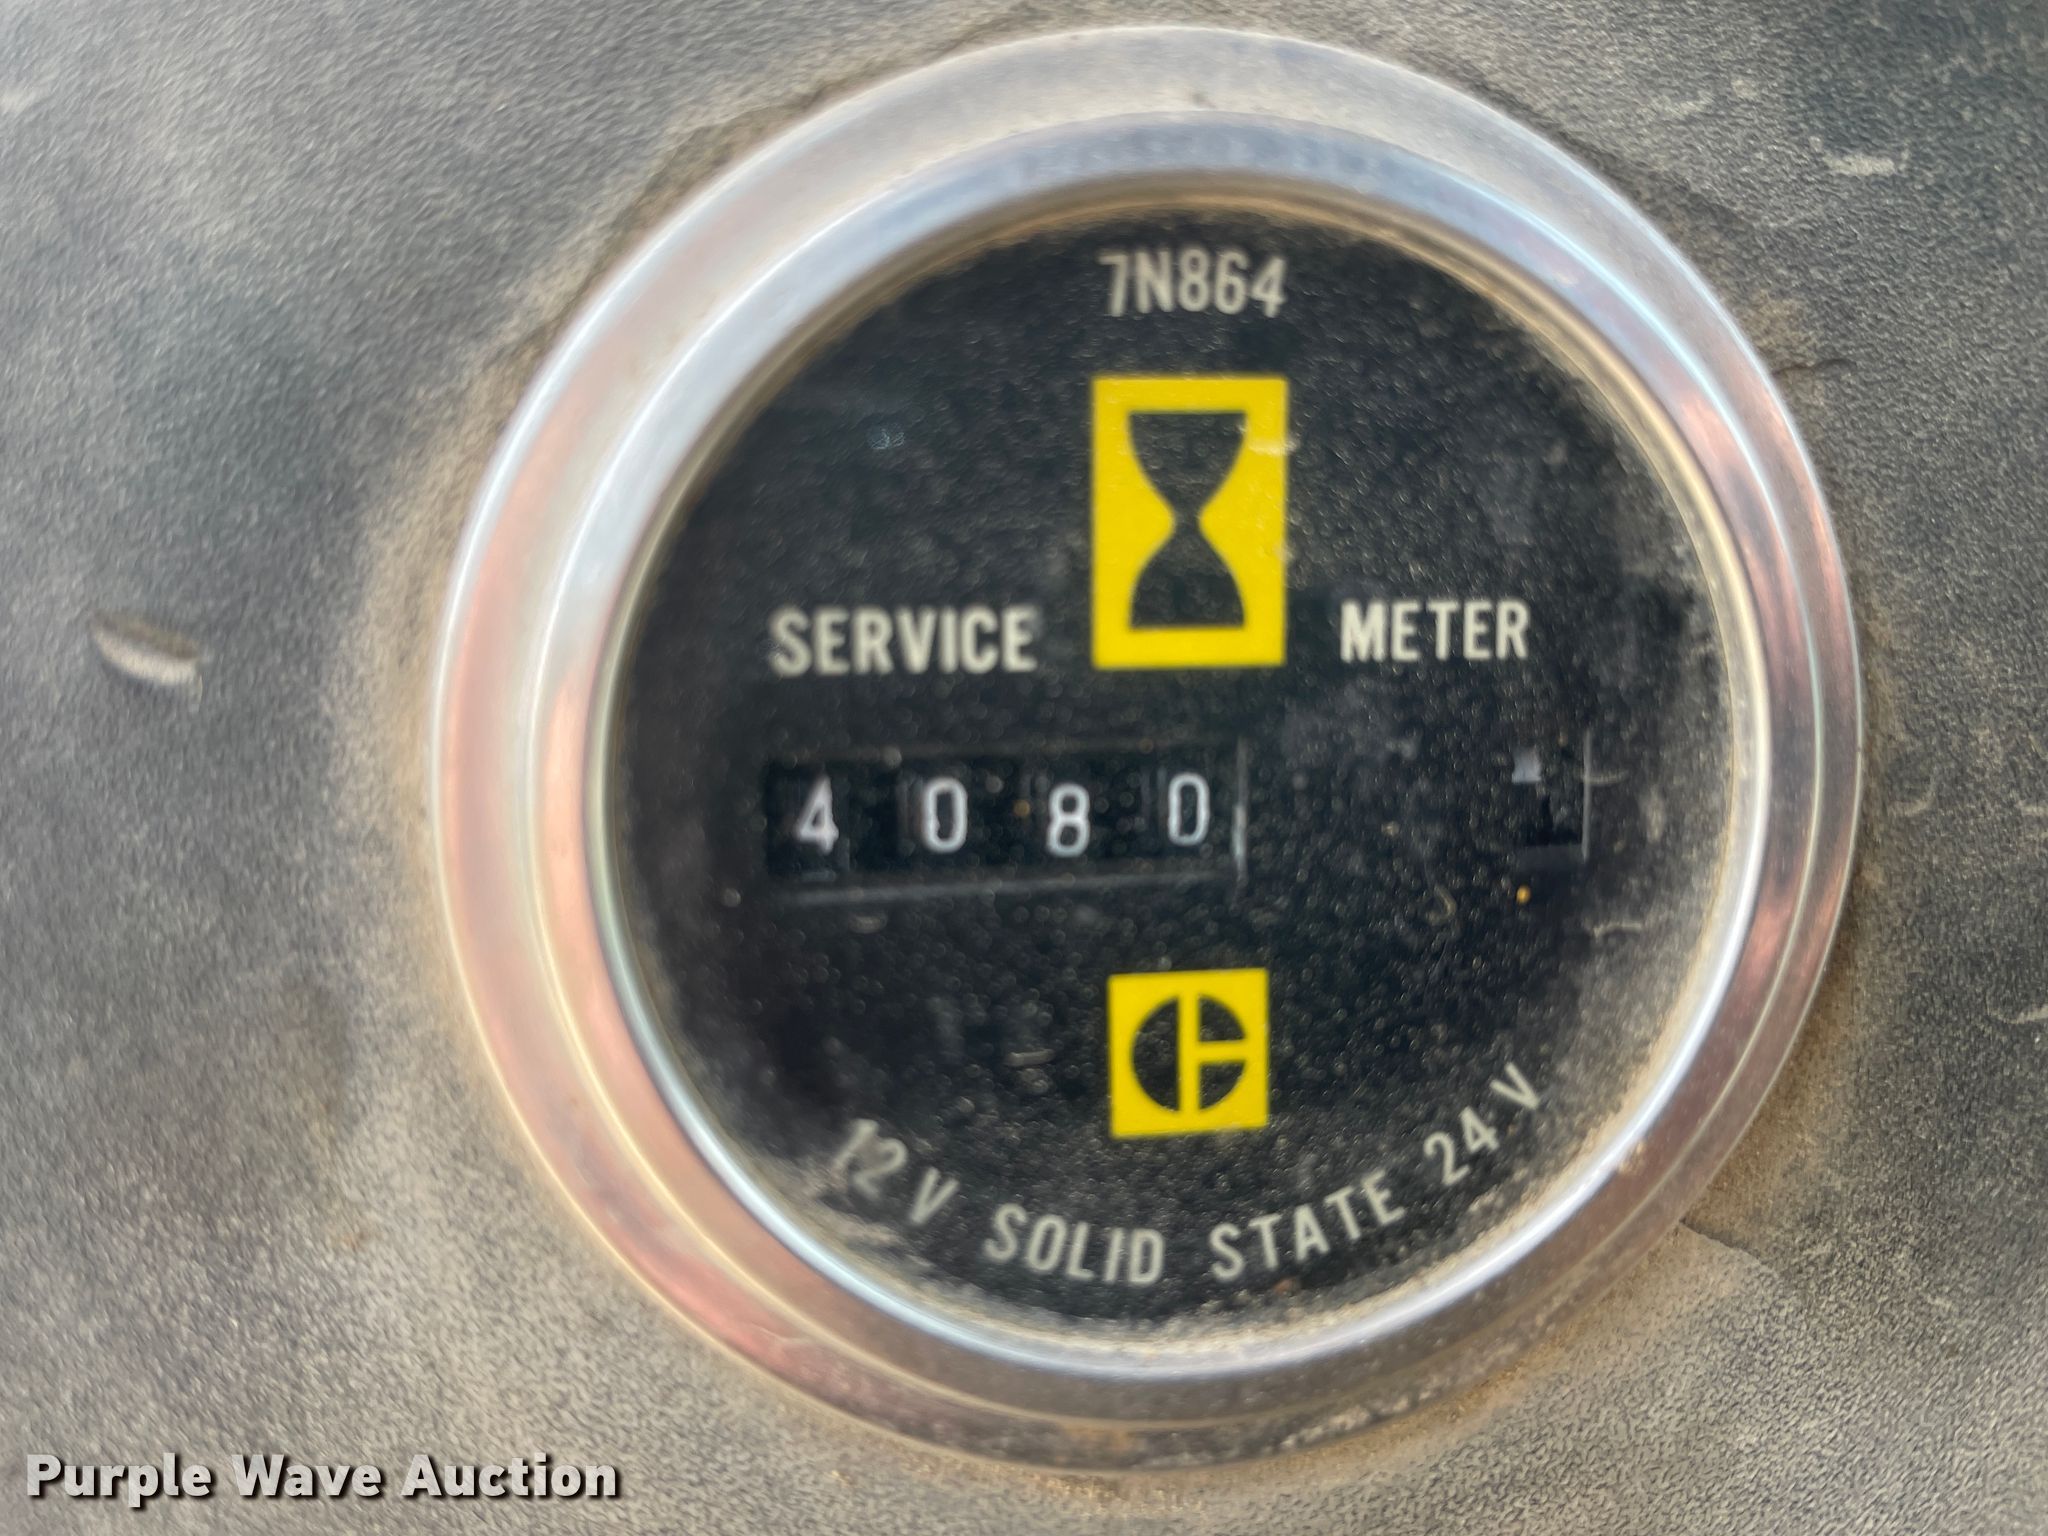 7N864
SERVICE METER
4080
12 V SOLID STATE 24 V
Purple Wave Auction